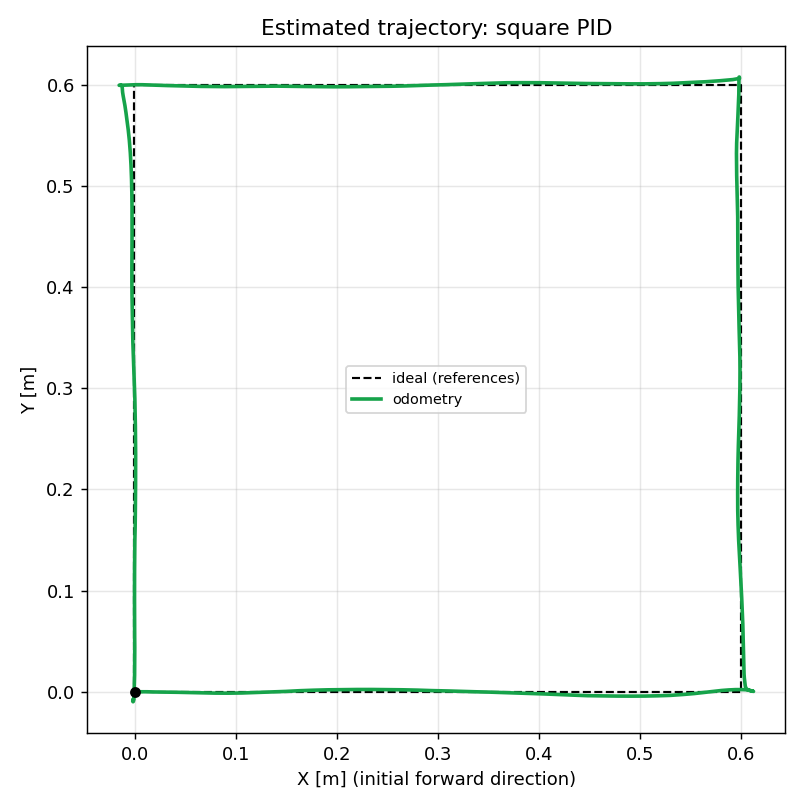 Estimated trajectory: square PID
0.6
0.5
0.4
0.3
0.2
0.1
0.0
Y [m]
ideal (references)
odometry
0.0 0.1 0.2 0.3 0.4 0.5 0.6
X [m] (initial forward direction)